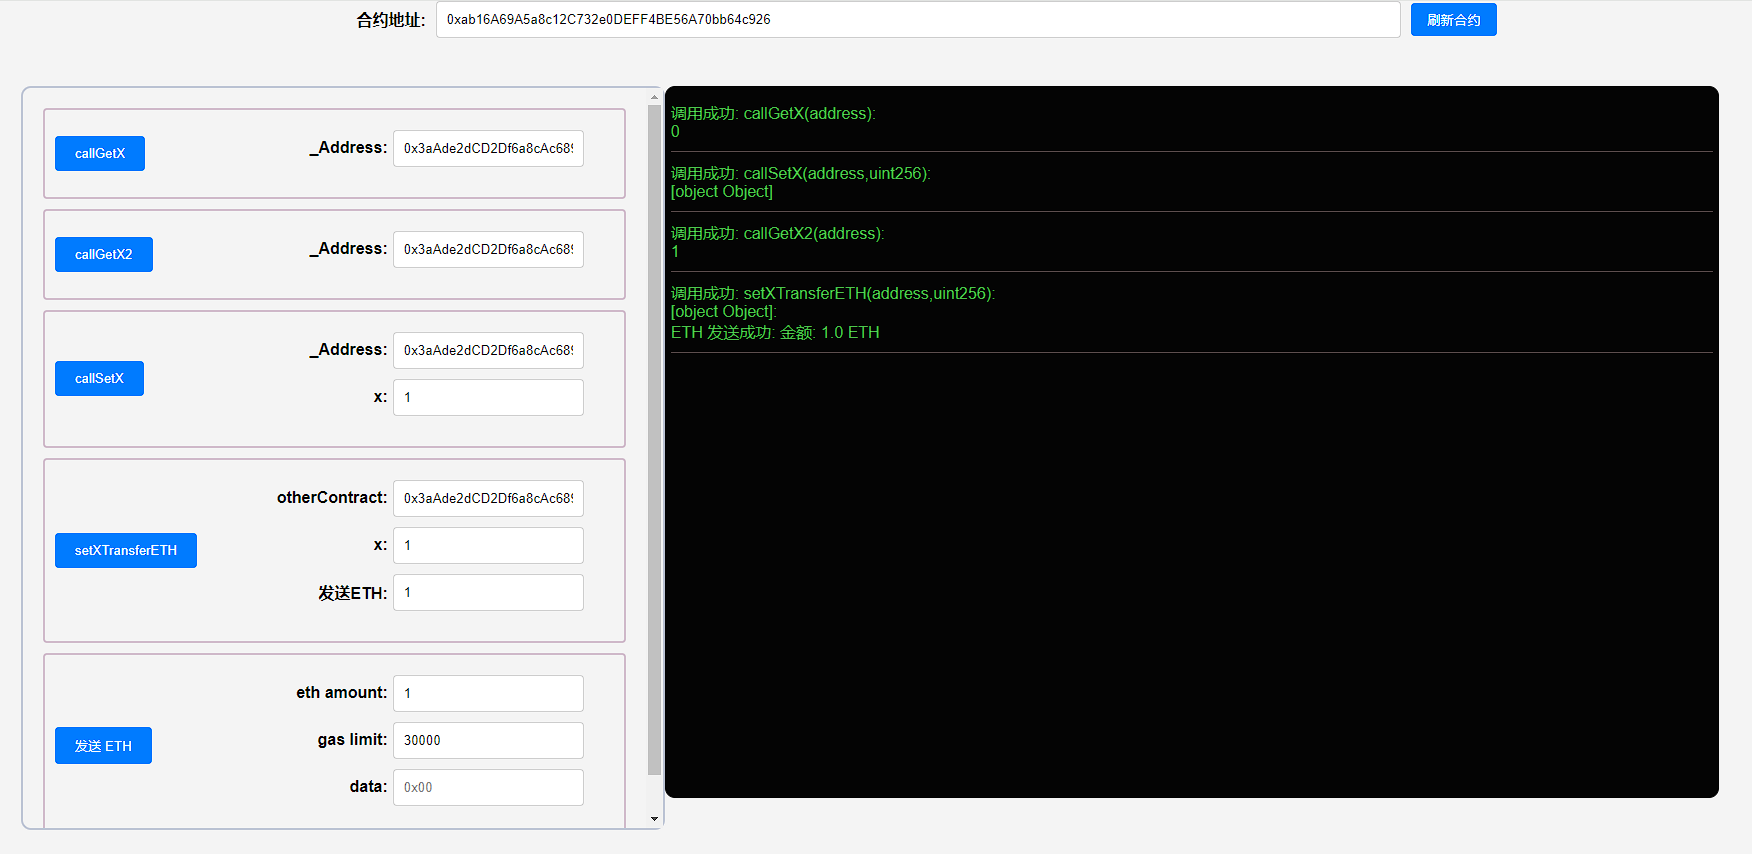 合约地址: 0xab16A69A5a8c12C732e0DEFF4BE56A70bb64c926 刷新合约
callGetX _Address: 0x3aAde2dCD2Df6a8cAc689
callGetX2 _Address: 0x3aAde2dCD2Df6a8cAc689
callSetX _Address: 0x3aAde2dCD2Df6a8cAc689
x: 1
otherContract: 0x3aAde2dCD2Df6a8cAc689
setXTransferETH x: 1
发送ETH: 1
eth amount: 1
发送 ETH gas limit: 30000
data: 0x00
调用成功: callGetX(address):
0
调用成功: callSetX(address,uint256):
[object Object]
调用成功: callGetX2(address):
1
调用成功: setXTransferETH(address,uint256):
[object Object]:
ETH 发送成功: 金额: 1.0 ETH